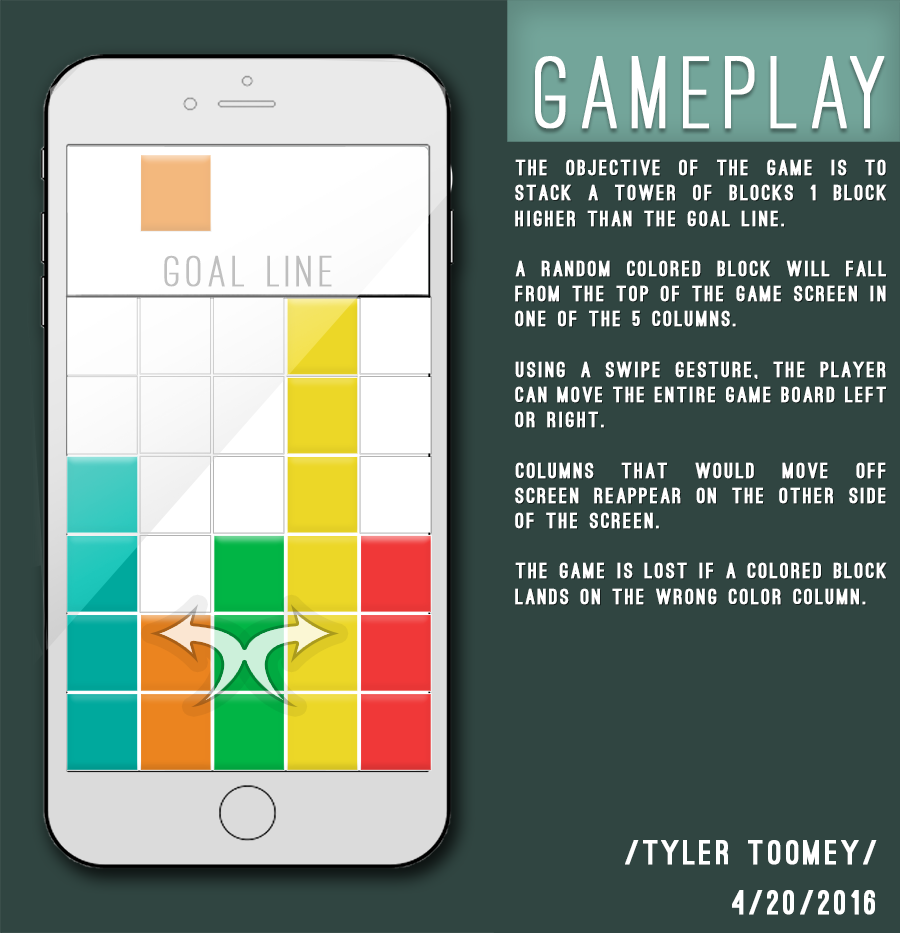 GAMEPLAY
THE OBJECTIVE OF THE GAME IS TO
STACK A TOWER OF BLOCKS 1 BLOCK
HIGHER THAN THE GOAL LINE.
A RANDOM COLORED BLOCK WILL FALL
FROM THE TOP OF THE GAME SCREEN IN
ONE OF THE 5 COLUMNS.
USING A SWIPE GESTURE, THE PLAYER
CAN MOVE THE ENTIRE GAME BOARD LEFT
OR RIGHT.
COLUMNS THAT WOULD MOVE OFF
SCREEN REAPPEAR ON THE OTHER SIDE
OF THE SCREEN.
THE GAME IS LOST IF A COLORED BLOCK
LANDS ON THE WRONG COLOR COLUMN.
GOAL LINE
/TYLER TOOMEY/
4/20/2016